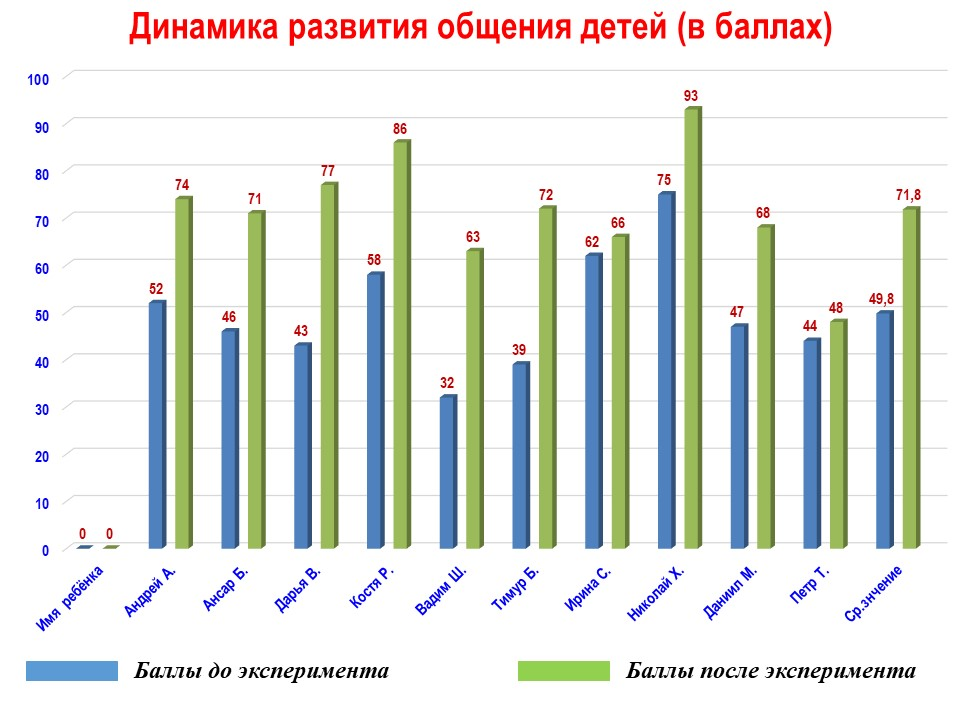 Динамика развития общения детей (в баллах)
100
90
80
70
60
50
40
30
20
10
0
0 0
52 74
46 71
43 77
58 86
32 63
39 72
62 66
75 93
47 68
44 48
49,8 71,8
Имя ребёнка
Андрей А.
Ансар Б.
Дарья В.
Костя Р.
Вадим Ш.
Тимур Б.
Ирина С.
Николай Х.
Даниил М.
Петр Т.
Ср.знчение
Баллы до эксперимента
Баллы после эксперимента